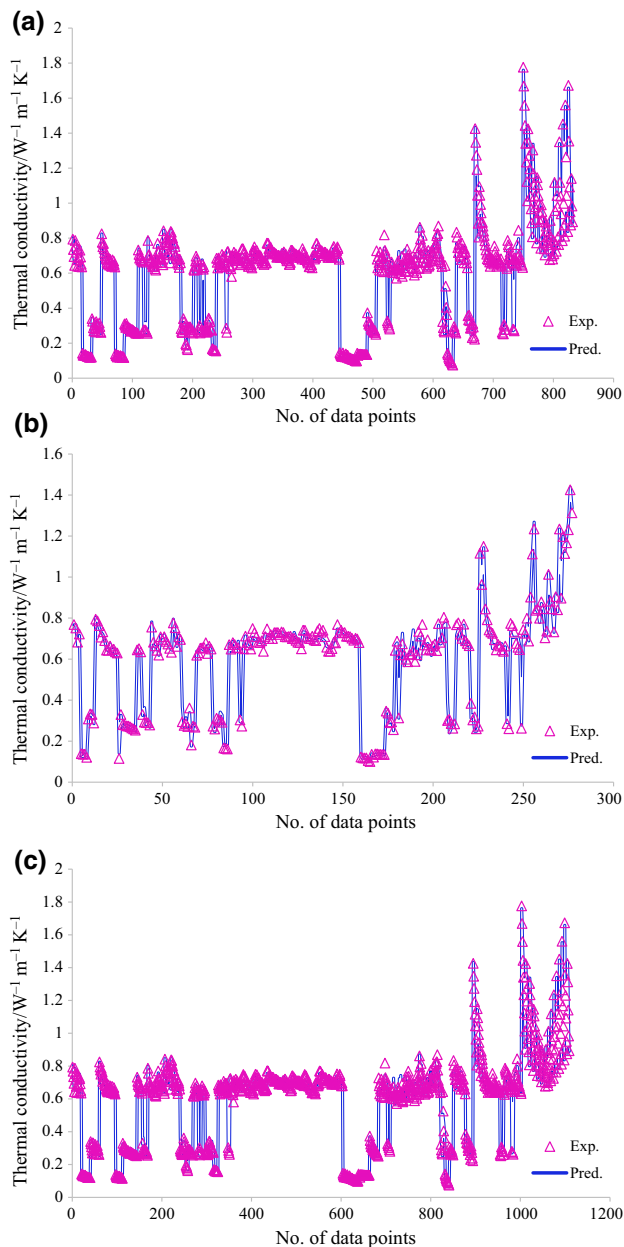 (a)
2
1.8
1.6
1.4
1.2
1
0.8
0.6
0.4
0.2
0
Thermal conductivity/W⁻¹ m⁻¹ K⁻¹
Exp.
Pred.
0 100 200 300 400 500 600 700 800 900
No. of data points
(b)
1.6
1.4
1.2
1
0.8
0.6
0.4
0.2
0
Thermal conductivity/W⁻¹ m⁻¹ K⁻¹
Exp.
Pred.
0 50 100 150 200 250 300
No. of data points
(c)
2
1.8
1.6
1.4
1.2
1
0.8
0.6
0.4
0.2
0
Thermal conductivity/W⁻¹ m⁻¹ K⁻¹
Exp.
Pred.
0 200 400 600 800 1000 1200
No. of data points